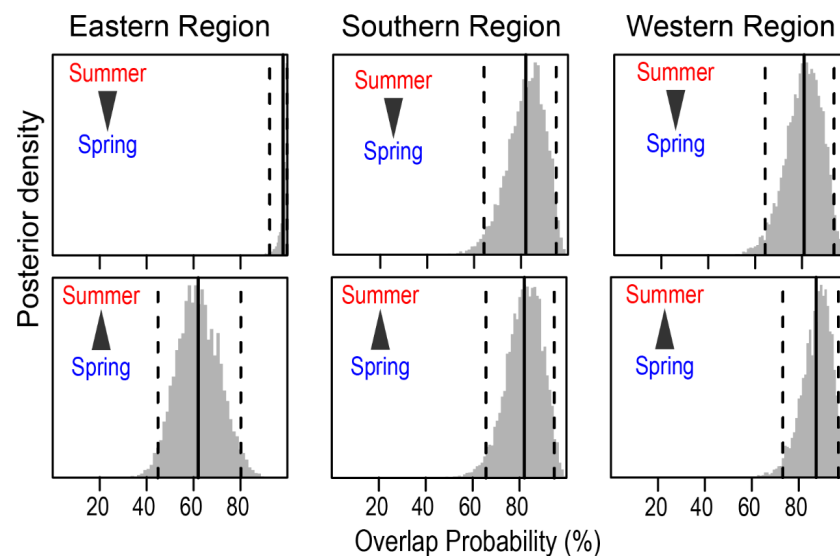 Eastern Region
Southern Region
Western Region
Posterior density
Summer
Spring
Summer
Spring
Summer
Spring
Summer
Spring
Summer
Spring
Summer
Spring
20 40 60 80
20 40 60 80
20 40 60 80
Overlap Probability (%)